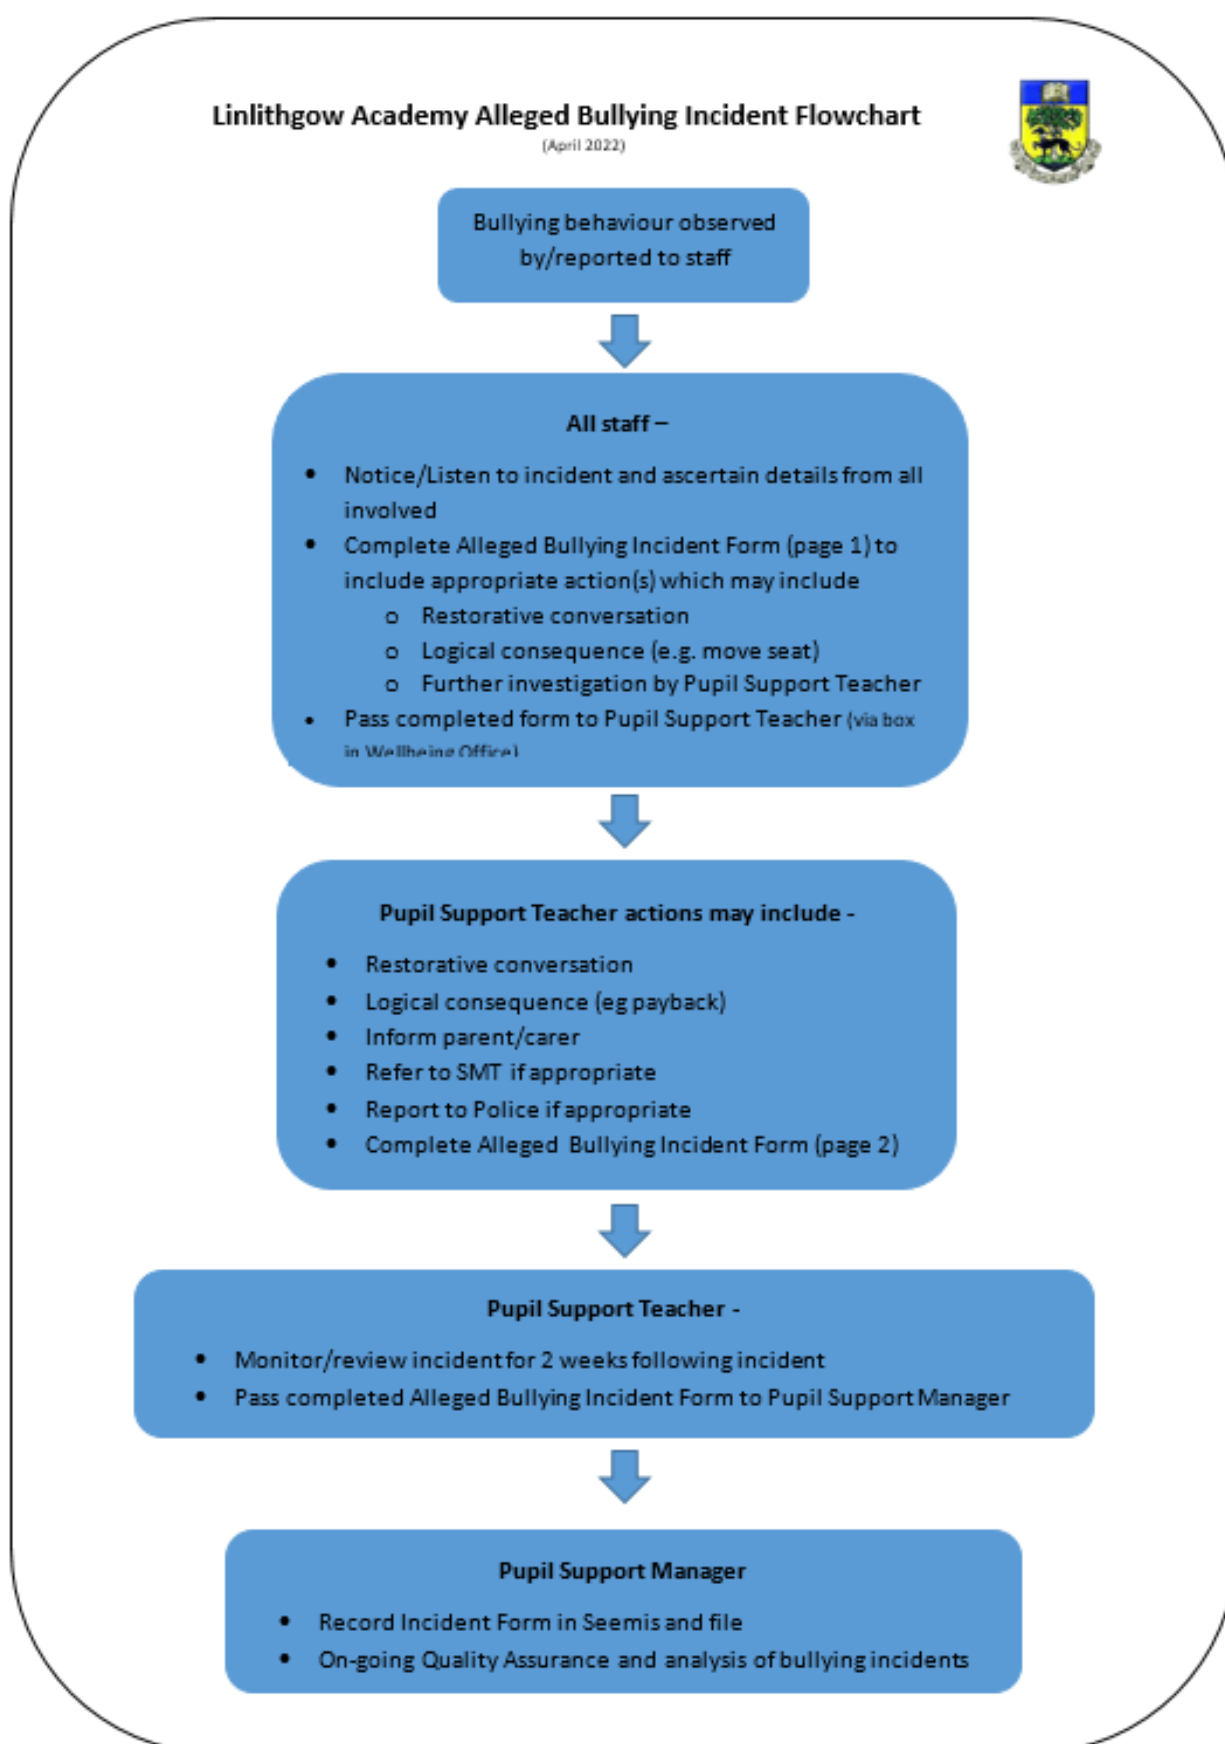 Linlithgow Academy Alleged Bullying Incident Flowchart
(April 2022)
Bullying behaviour observed
by/reported to staff
All staff –
• Notice/Listen to incident and ascertain details from all
involved
• Complete Alleged Bullying Incident Form (page 1) to
include appropriate action(s) which may include
o Restorative conversation
o Logical consequence (e.g. move seat)
o Further investigation by Pupil Support Teacher
• Pass completed form to Pupil Support Teacher (via box
in Wellbeing Office)
Pupil Support Teacher actions may include -
• Restorative conversation
• Logical consequence (eg payback)
• Inform parent/carer
• Refer to SMT if appropriate
• Report to Police if appropriate
• Complete Alleged Bullying Incident Form (page 2)
Pupil Support Teacher -
• Monitor/review incident for 2 weeks following incident
• Pass completed Alleged Bullying Incident Form to Pupil Support Manager
Pupil Support Manager
• Record Incident Form in Seemis and file
• On-going Quality Assurance and analysis of bullying incidents